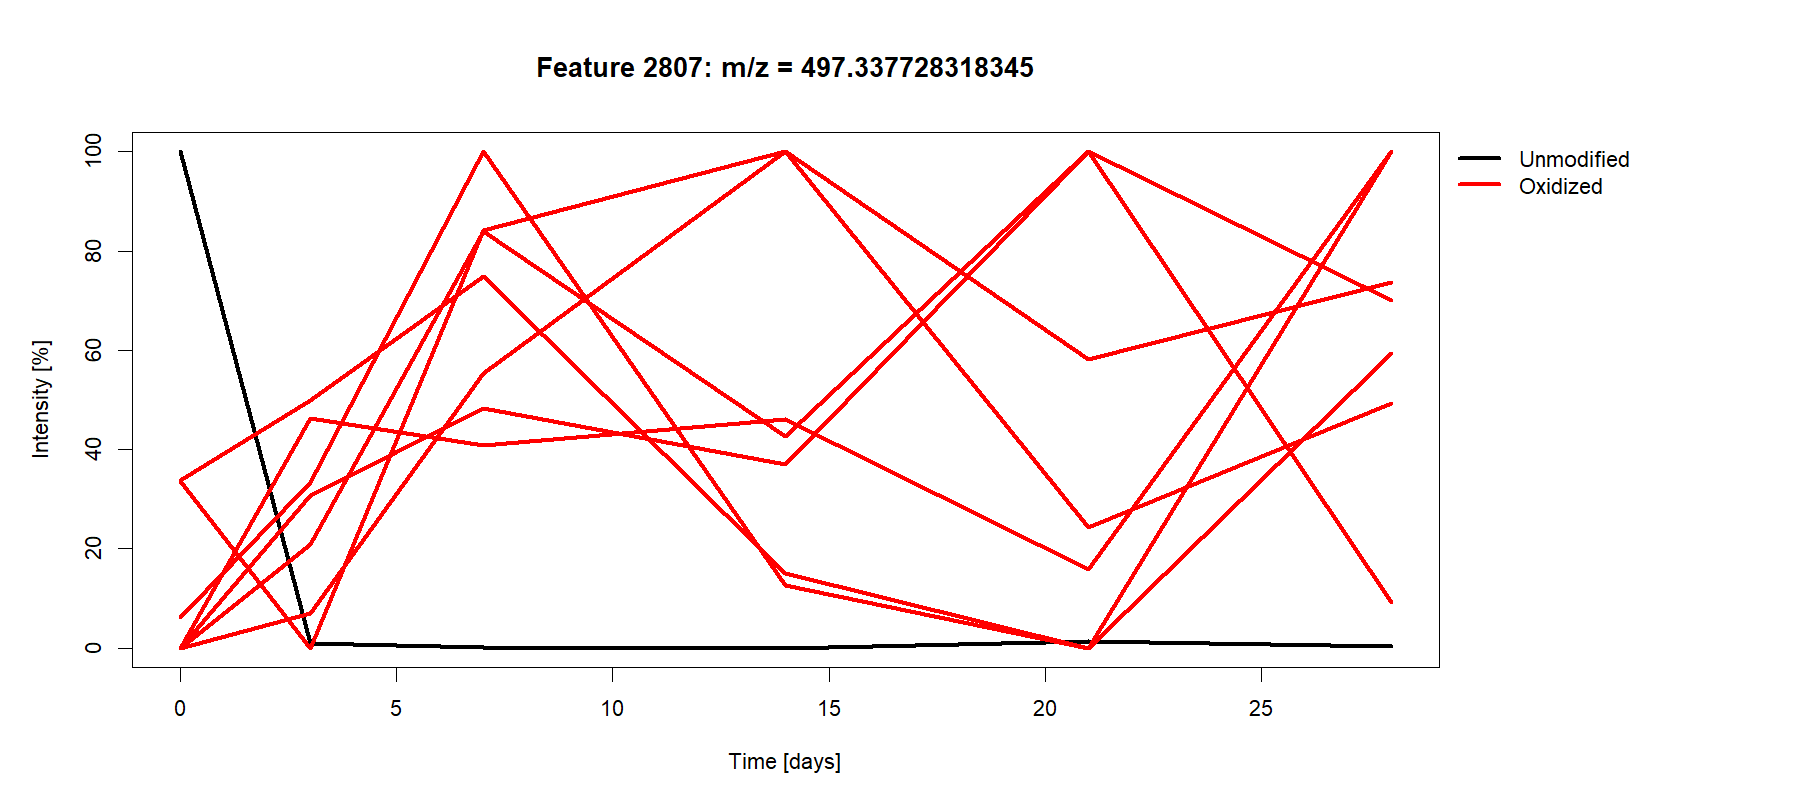 Feature 2807: m/z = 497.337728318345
Unmodified
Oxidized
Intensity [%]
100
80
60
40
20
0
0 5 10 15 20 25
Time [days]